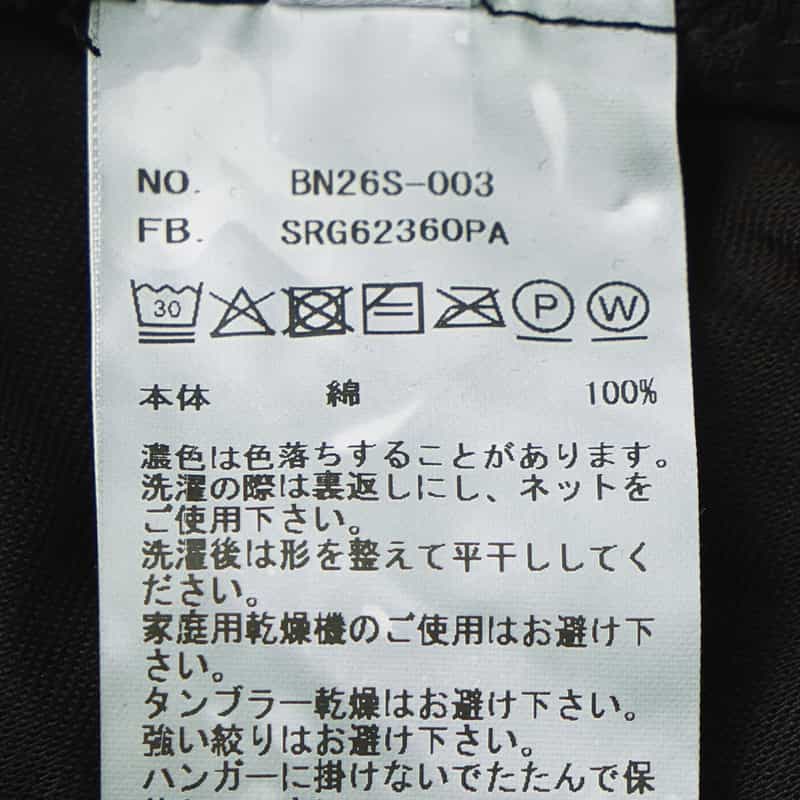 NO. BN26S-003
FB. SRG62360PA
30 P W
本体 綿 100%
濃色は色落ちすることがあります。
洗濯の際は裏返しにし、ネットを
ご使用下さい。
洗濯後は形を整えて平干ししてく
ださい。
家庭用乾燥機のご使用はお避け下
さい。
タンブラー乾燥はお避け下さい。
強い絞りはお避け下さい。
ハンガーに掛けないでたたんで保